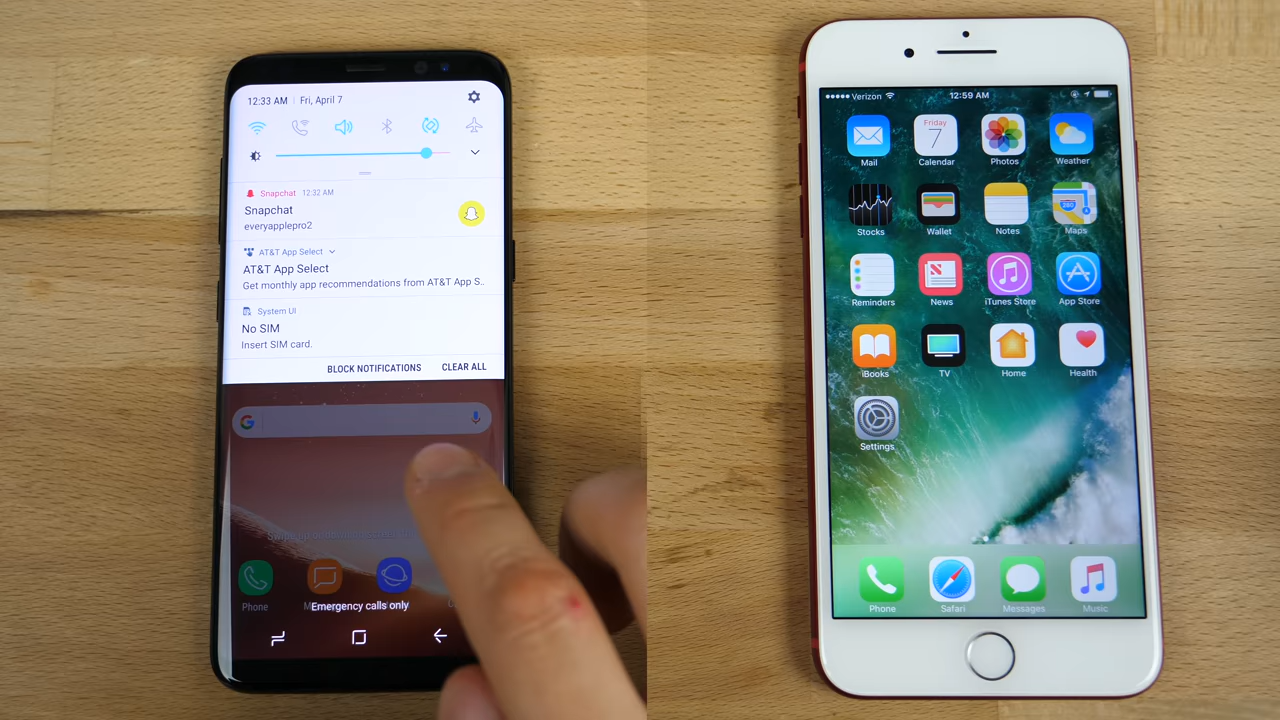 12:33 AM | Fri, April 7
Snapchat 12:32 AM
Snapchat
everyapplepro2
AT&T App Select
AT&T App Select
Get monthly app recommendations from AT&T App S..
System UI
No SIM
Insert SIM card.
BLOCK NOTIFICATIONS CLEAR ALL
Phone
Emergency calls only
Verizon 12:59 AM
Friday
7
Mail Calendar Photos Weather
280
Stocks Wallet Notes Maps
Reminders News iTunes Store App Store
iBooks TV Home Health
Settings
Phone Safari Messages Music